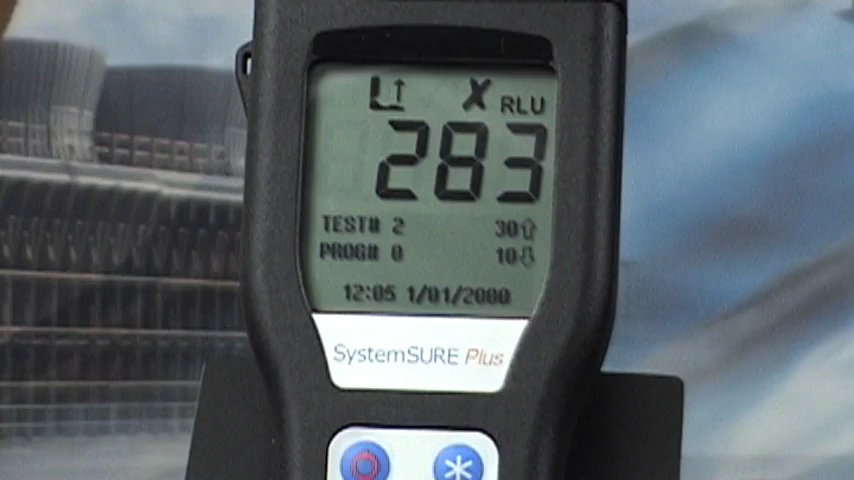 X RLU
283
TEST# 2 30⇧
PROG# 0 10⇩
12:05 1/01/2000
SystemSURE Plus